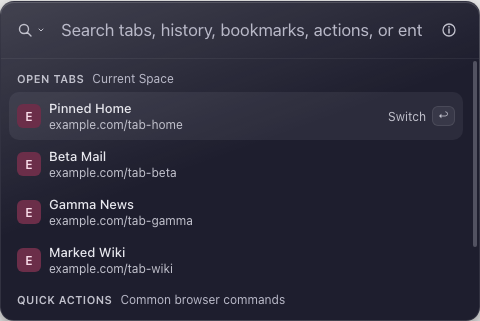 Search tabs, history, bookmarks, actions, or ent
OPEN TABS Current Space
E
Pinned Home
example.com/tab-home
Switch
E
Beta Mail
example.com/tab-beta
E
Gamma News
example.com/tab-gamma
E
Marked Wiki
example.com/tab-wiki
QUICK ACTIONS Common browser commands